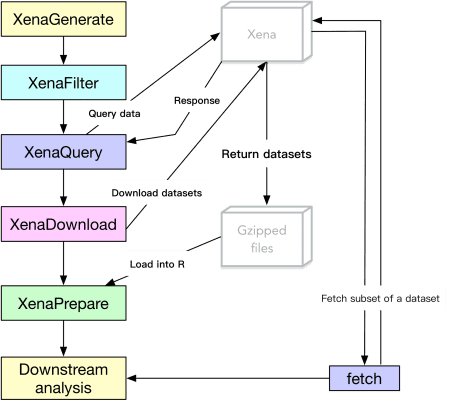 XenaGenerate
Xena
XenaFilter
Query data
Response
XenaQuery
Return datasets
Download datasets
XenaDownload
Gzipped
files
Load into R
XenaPrepare
Fetch subset of a dataset
Downstream
analysis
fetch